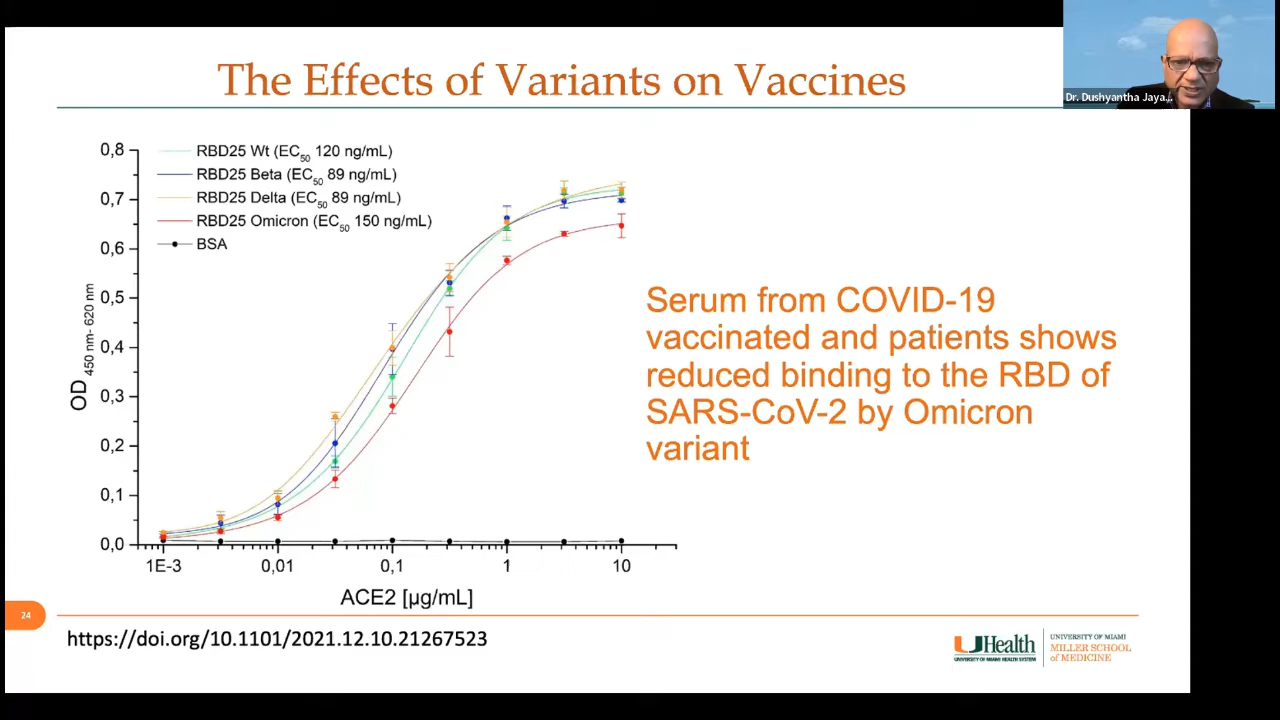 The Effects of Variants on Vaccines
Dr. Dushyantha Jaya...
0,8
0,7
0,6
0,5
0,4
0,3
0,2
0,1
0,0
OD 450 nm- 620 nm
RBD25 Wt (EC50 120 ng/mL)
RBD25 Beta (EC50 89 ng/mL)
RBD25 Delta (EC50 89 ng/mL)
RBD25 Omicron (EC50 150 ng/mL)
BSA
1E-3 0,01 0,1 1 10
ACE2 [µg/mL]
Serum from COVID-19
vaccinated and patients shows
reduced binding to the RBD of
SARS-CoV-2 by Omicron
variant
24
https://doi.org/10.1101/2021.12.10.21267523
UHealth
UNIVERSITY OF MIAMI HEALTH SYSTEM
UNIVERSITY OF MIAMI
MILLER SCHOOL
of MEDICINE